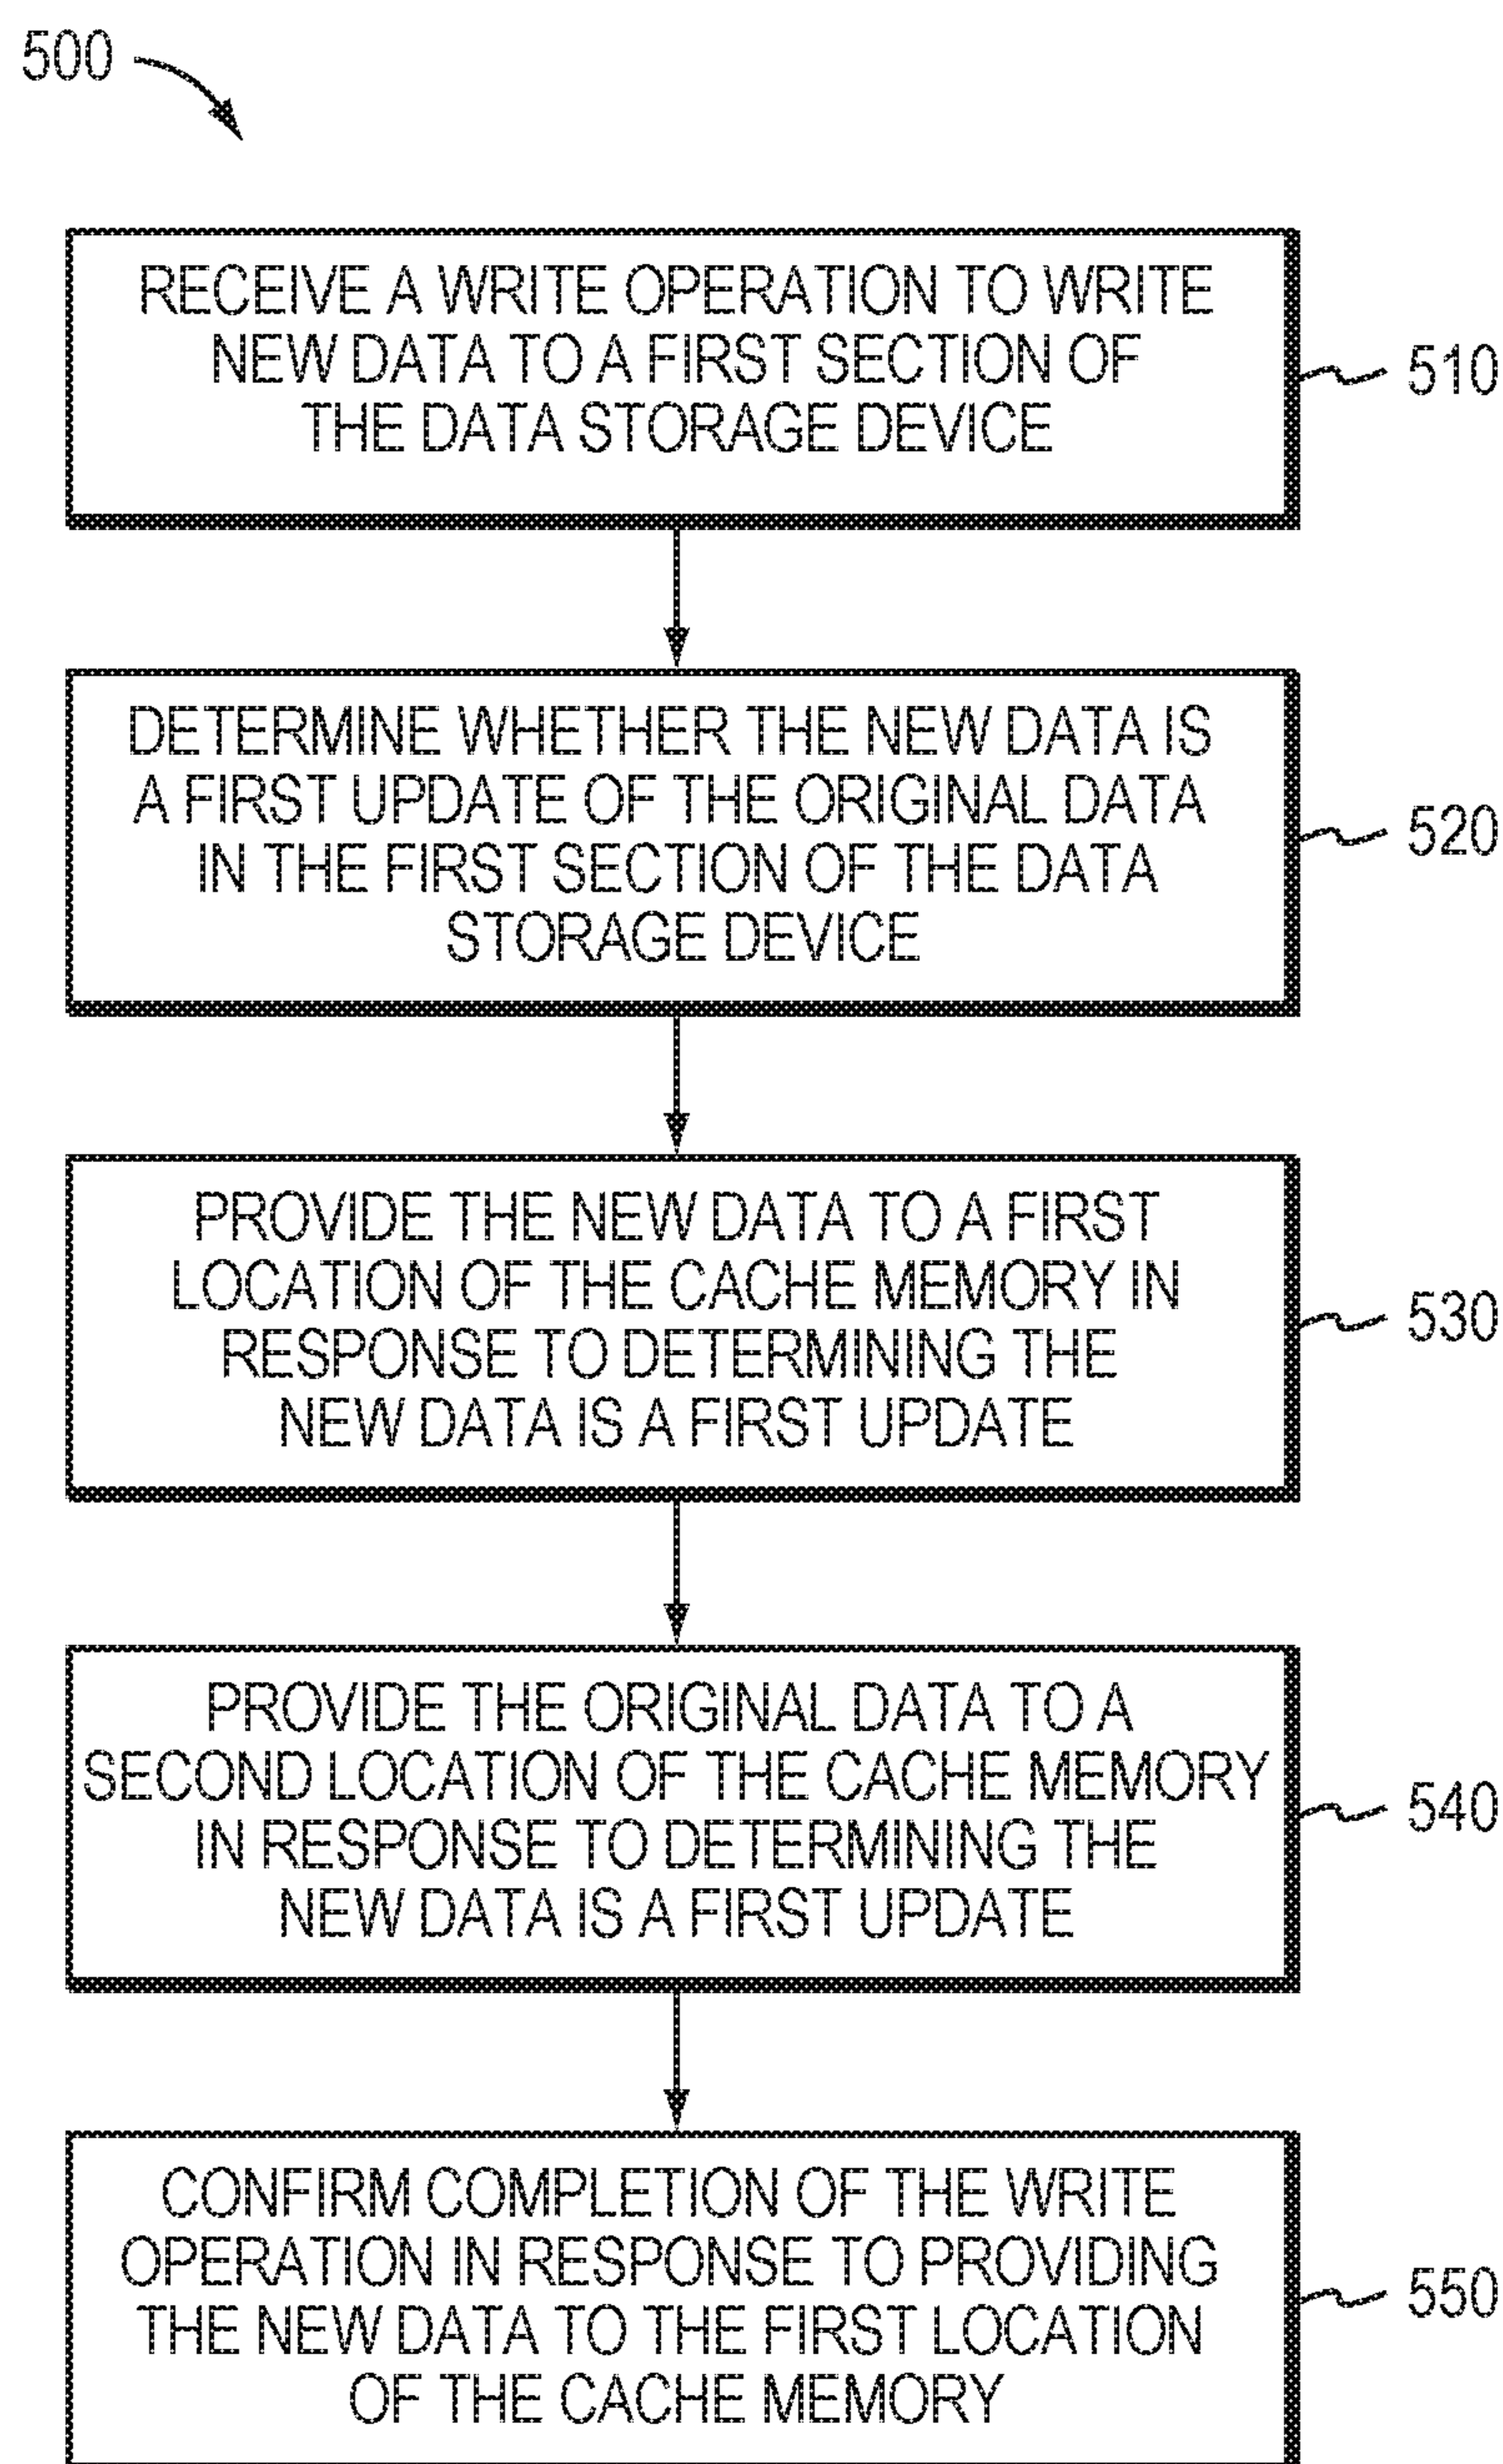 500
RECEIVE A WRITE OPERATION TO WRITE
NEW DATA TO A FIRST SECTION OF
THE DATA STORAGE DEVICE
510
DETERMINE WHETHER THE NEW DATA IS
A FIRST UPDATE OF THE ORIGINAL DATA
IN THE FIRST SECTION OF THE DATA
STORAGE DEVICE
520
PROVIDE THE NEW DATA TO A FIRST
LOCATION OF THE CACHE MEMORY IN
RESPONSE TO DETERMINING THE
NEW DATA IS A FIRST UPDATE
530
PROVIDE THE ORIGINAL DATA TO A
SECOND LOCATION OF THE CACHE MEMORY
IN RESPONSE TO DETERMINING THE
NEW DATA IS A FIRST UPDATE
540
CONFIRM COMPLETION OF THE WRITE
OPERATION IN RESPONSE TO PROVIDING
THE NEW DATA TO THE FIRST LOCATION
OF THE CACHE MEMORY
550